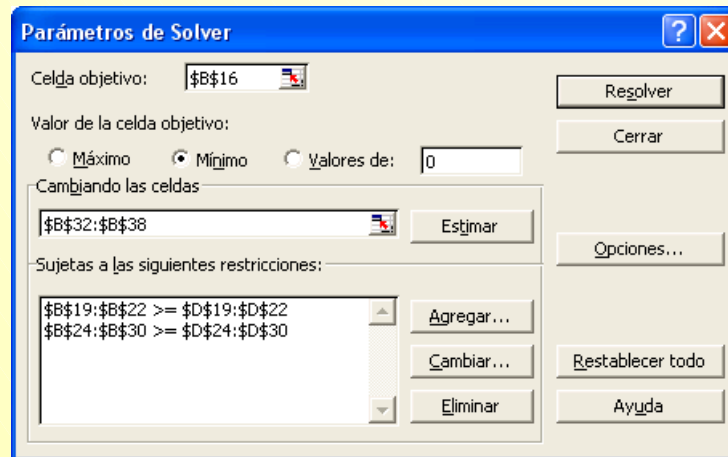 Parámetros de Solver
Celda objetivo: $B$16
Resolver
Valor de la celda objetivo:
Cerrar
Máximo Mínimo Valores de: 0
Cambiando las celdas
$B$32:$B$38 Estimar
Opciones...
Sujetas a las siguientes restricciones:
$B$19:$B$22 >= $D$19:$D$22
$B$24:$B$30 >= $D$24:$D$30
Agregar...
Cambiar... Restablecer todo
Eliminar Ayuda